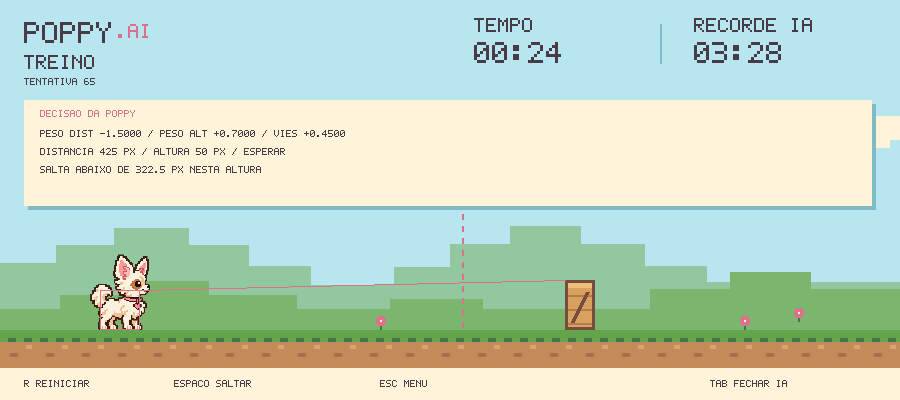 POPPY.AI
TREINO
TENTATIVA 65
TEMPO
00:24
RECORDE IA
03:28
DECISAO DA POPPY
PESO DIST -1.5000 / PESO ALT +0.7000 / VIES +0.4500
DISTANCIA 425 PX / ALTURA 50 PX / ESPERAR
SALTA ABAIXO DE 322.5 PX NESTA ALTURA
R REINICIAR
ESPACO SALTAR
ESC MENU
TAB FECHAR IA